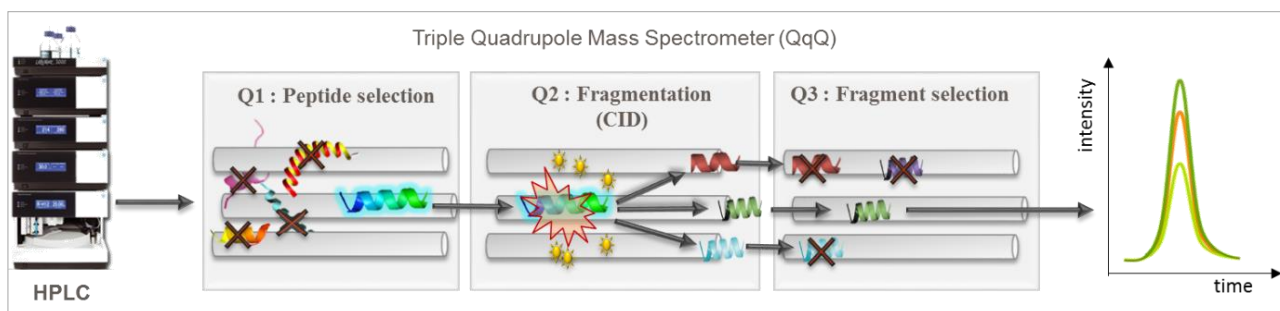 Triple Quadrupole Mass Spectrometer (QqQ)
Q1 : Peptide selection
Q2 : Fragmentation
(CID)
Q3 : Fragment selection
intensity
time
HPLC